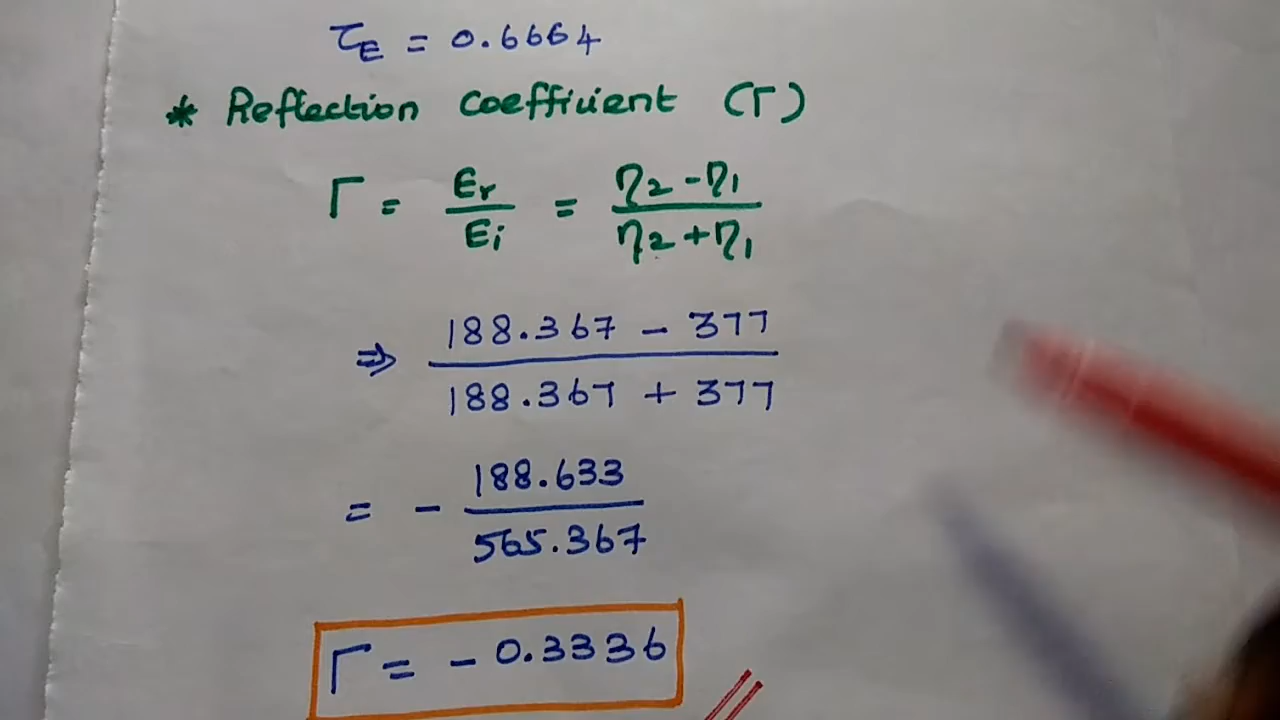 τE = 0.6664
* Reflection coefficient (Γ)
Γ = Er/Ei = η2 - η1/η2 + η1
⇒ 188.367 - 377/188.367 + 377
= - 188.633/565.367
Γ = - 0.3336